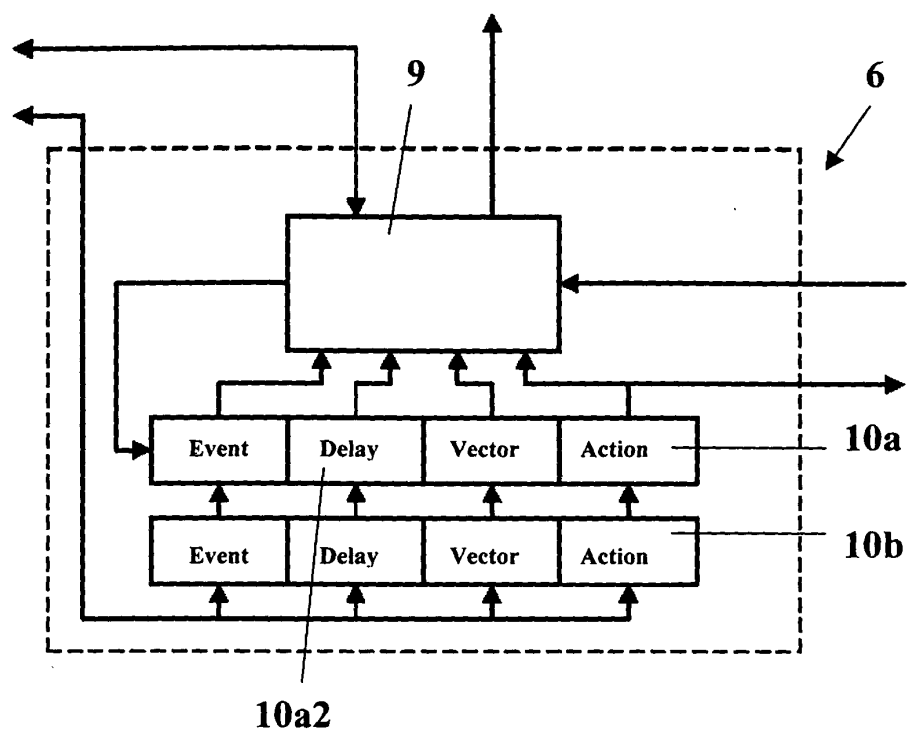 9
6
Event Delay Vector Action
10a
Event Delay Vector Action
10b
10a2